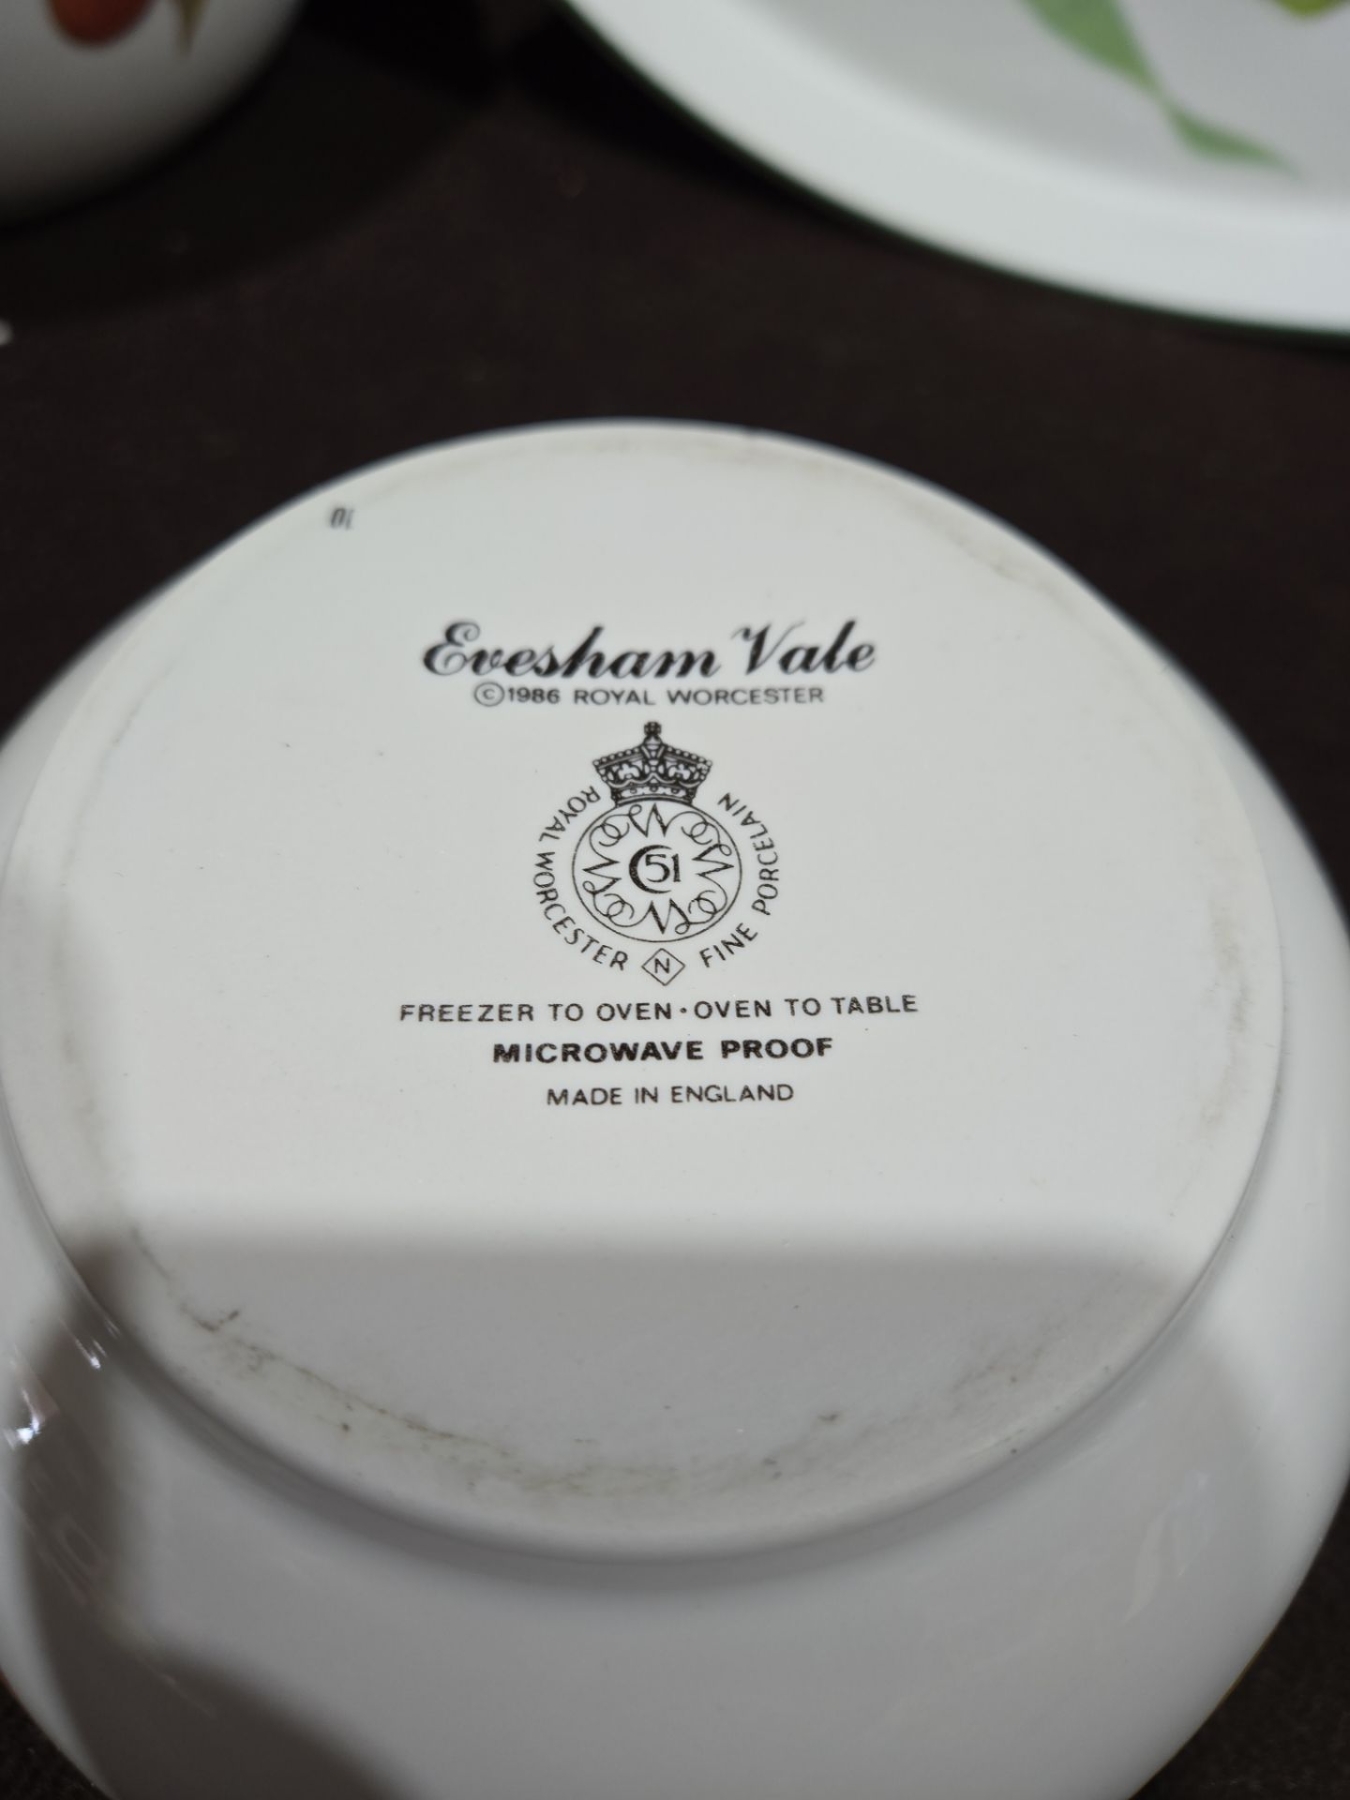 Evesham Vale
©1986 ROYAL WORCESTER
ROYAL WORCESTER N FINE PORCELAIN
51
FREEZER TO OVEN · OVEN TO TABLE
MICROWAVE PROOF
MADE IN ENGLAND